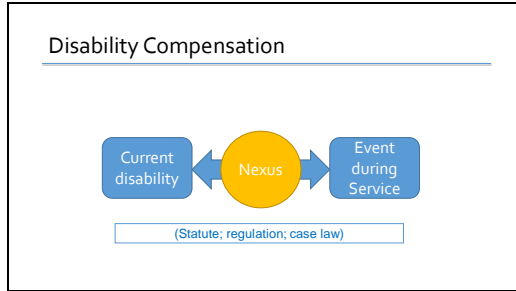 Disability Compensation
Current
disability
Nexus
Event
during
Service
(Statute; regulation; case law)